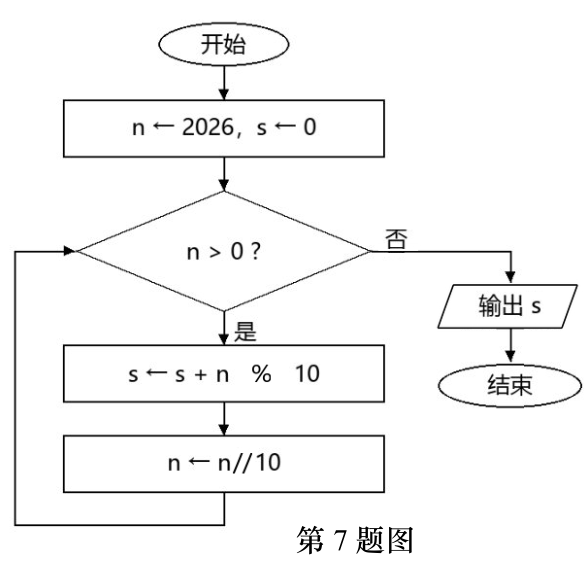 开始
n ← 2026，s ← 0
n > 0 ?
否
输出 s
是
s ← s + n % 10
结束
n ← n//10
第 7 题图